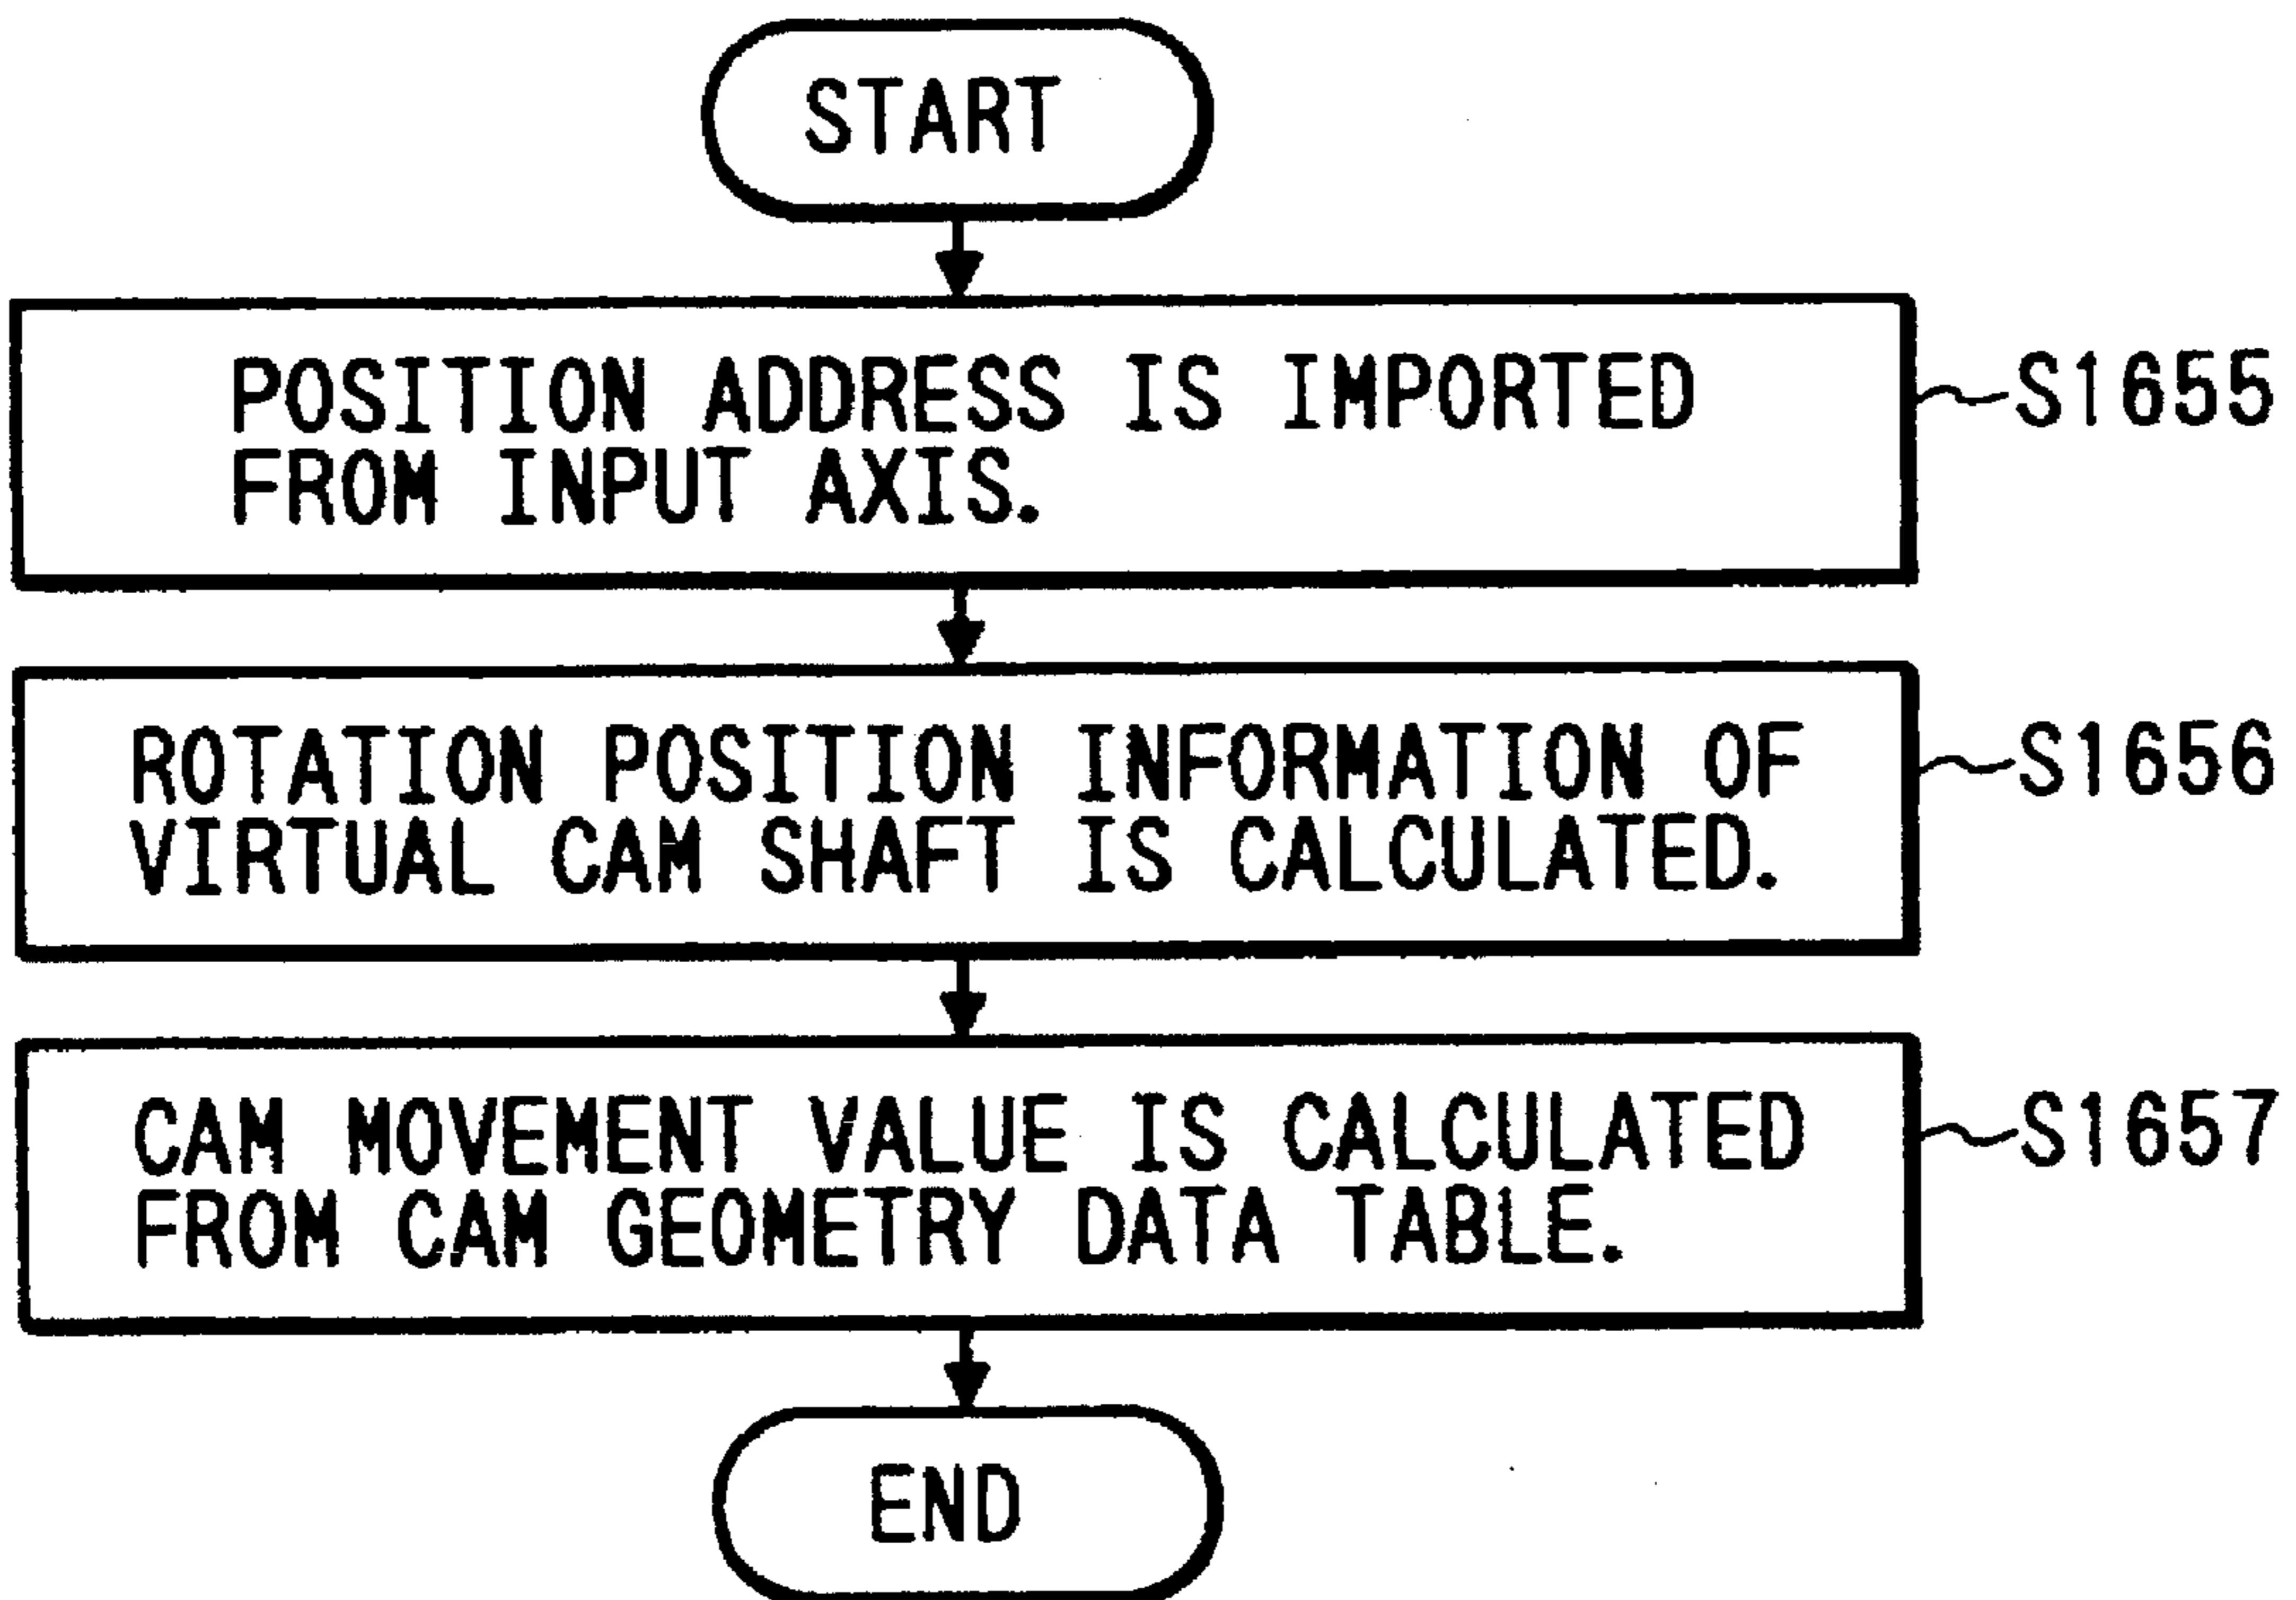 START
POSITION ADDRESS IS IMPORTED
FROM INPUT AXIS.
S1655
ROTATION POSITION INFORMATION OF
VIRTUAL CAM SHAFT IS CALCULATED.
S1656
CAM MOVEMENT VALUE IS CALCULATED
FROM CAM GEOMETRY DATA TABLE.
S1657
END